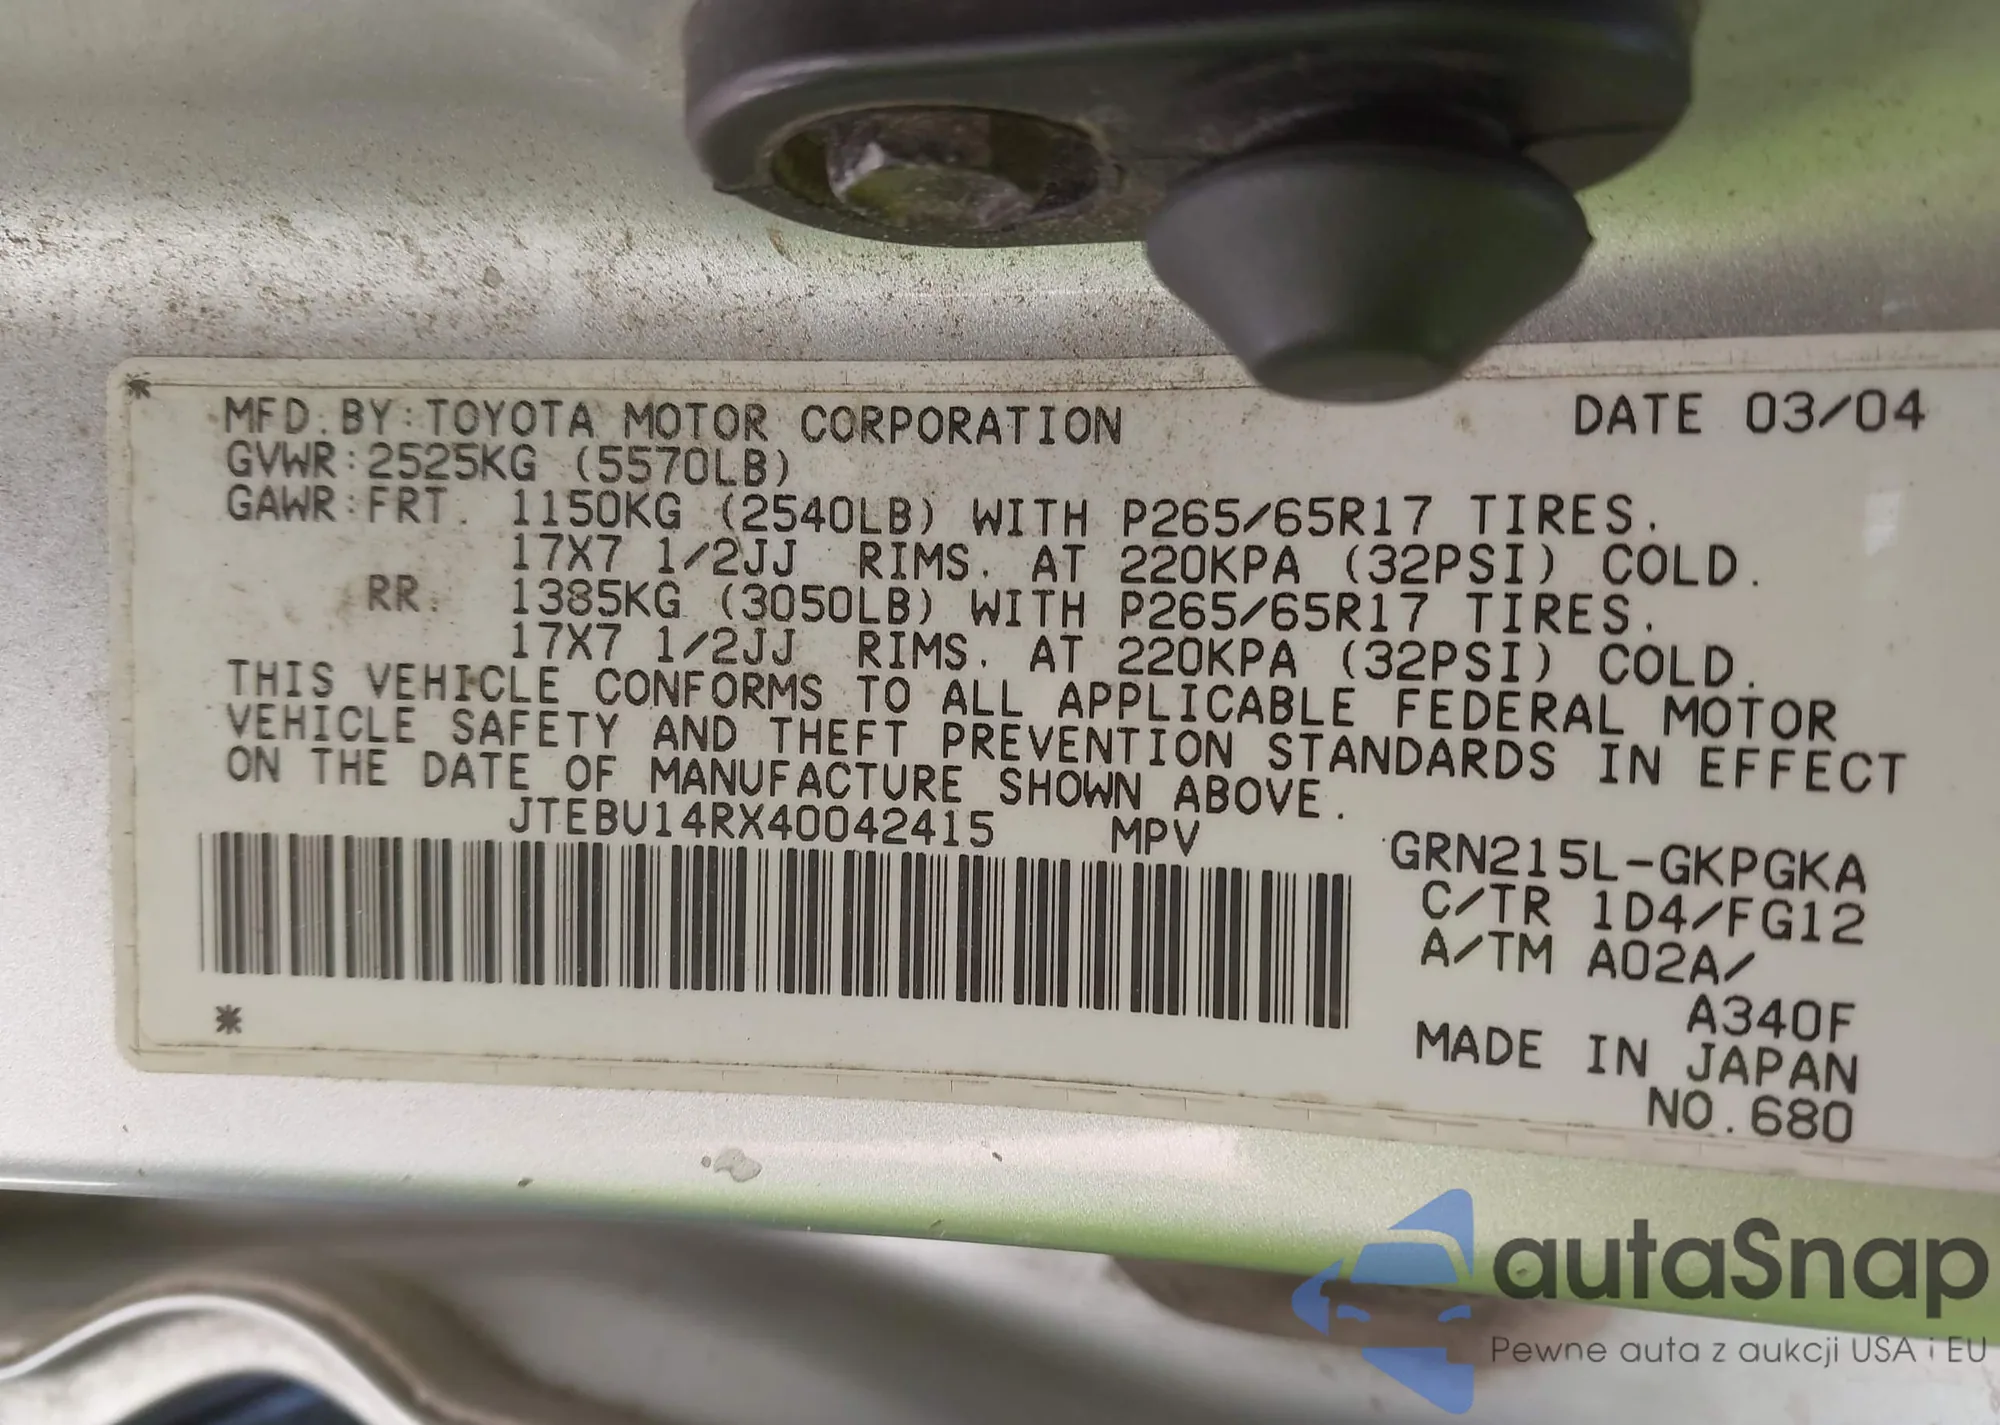 MFD. BY: TOYOTA MOTOR CORPORATION DATE 03/04
GVWR: 2525KG (5570LB)
GAWR: FRT. 1150KG (2540LB) WITH P265/65R17 TIRES.
17X7 1/2JJ RIMS. AT 220KPA (32PSI) COLD.
RR. 1385KG (3050LB) WITH P265/65R17 TIRES.
17X7 1/2JJ RIMS. AT 220KPA (32PSI) COLD.
THIS VEHICLE CONFORMS TO ALL APPLICABLE FEDERAL MOTOR
VEHICLE SAFETY AND THEFT PREVENTION STANDARDS IN EFFECT
ON THE DATE OF MANUFACTURE SHOWN ABOVE.
JTEBU14RX40042415 MPV
GRN215L-GKPGKA
C/TR 1D4/FG12
A/TM A02A/
A340F
MADE IN JAPAN
NO. 680
autaSnap
Pewne auta z aukcji USA i EU